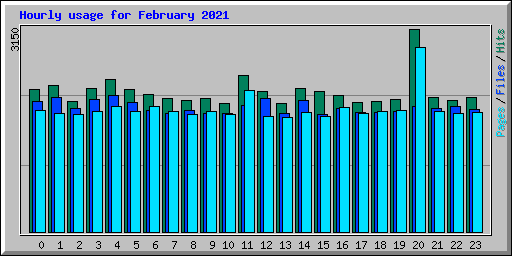 Hourly usage for February 2021
3150
Pages / Files / Hits
0 1 2 3 4 5 6 7 8 9 10 11 12 13 14 15 16 17 18 19 20 21 22 23